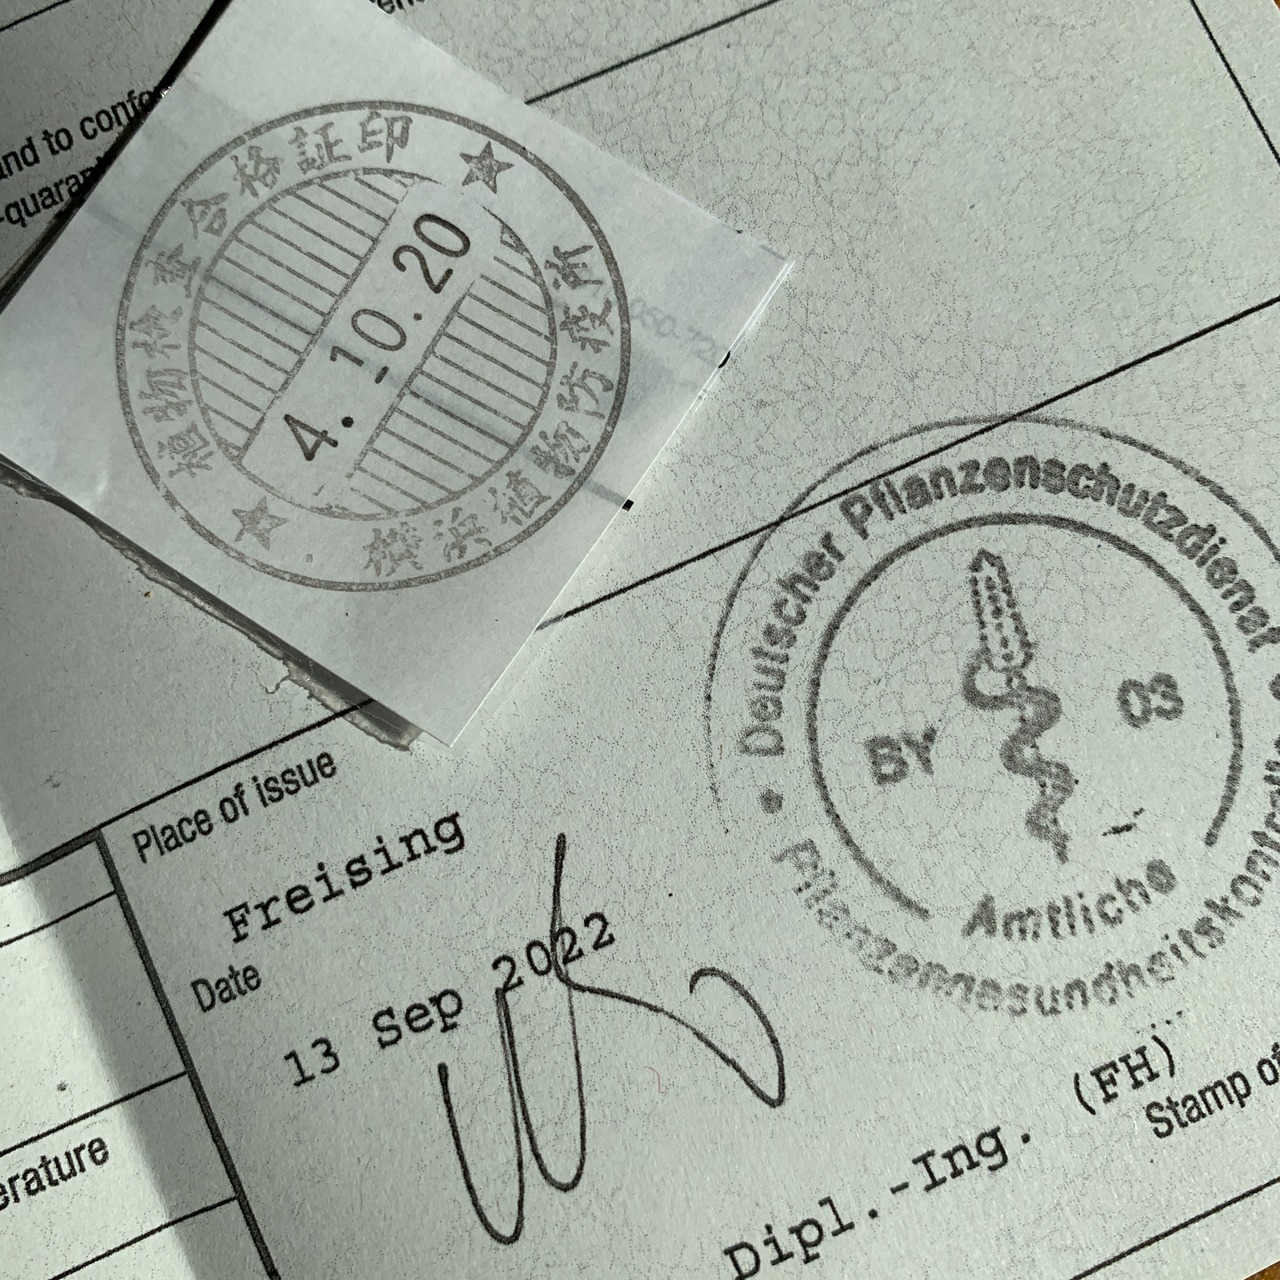 and to confo
-quaran
植物検査合格証印
★
4.-10.20
横浜植物防疫所
★
Deutscher Pflanzenschutzdienst
BY 03
Amtliche
Pflanzengesundheitskontrolle
Place of issue
Freising
Date
13 Sep 2022
erature
Dipl.-Ing. (FH)
Stamp of